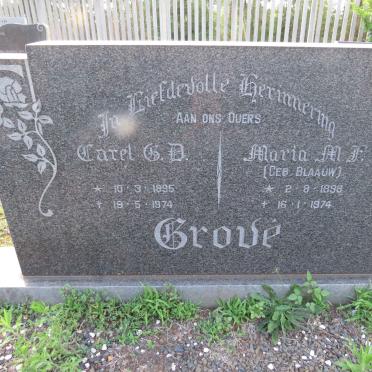 In Liefdevolle Herinnering
AAN ONS OUERS
Carel G. D.
* 10-3-1895
† 19-5-1974
Maria M. F.
(GEB. BLAAUW)
* 2-8-1898
† 16-1-1974
Grové